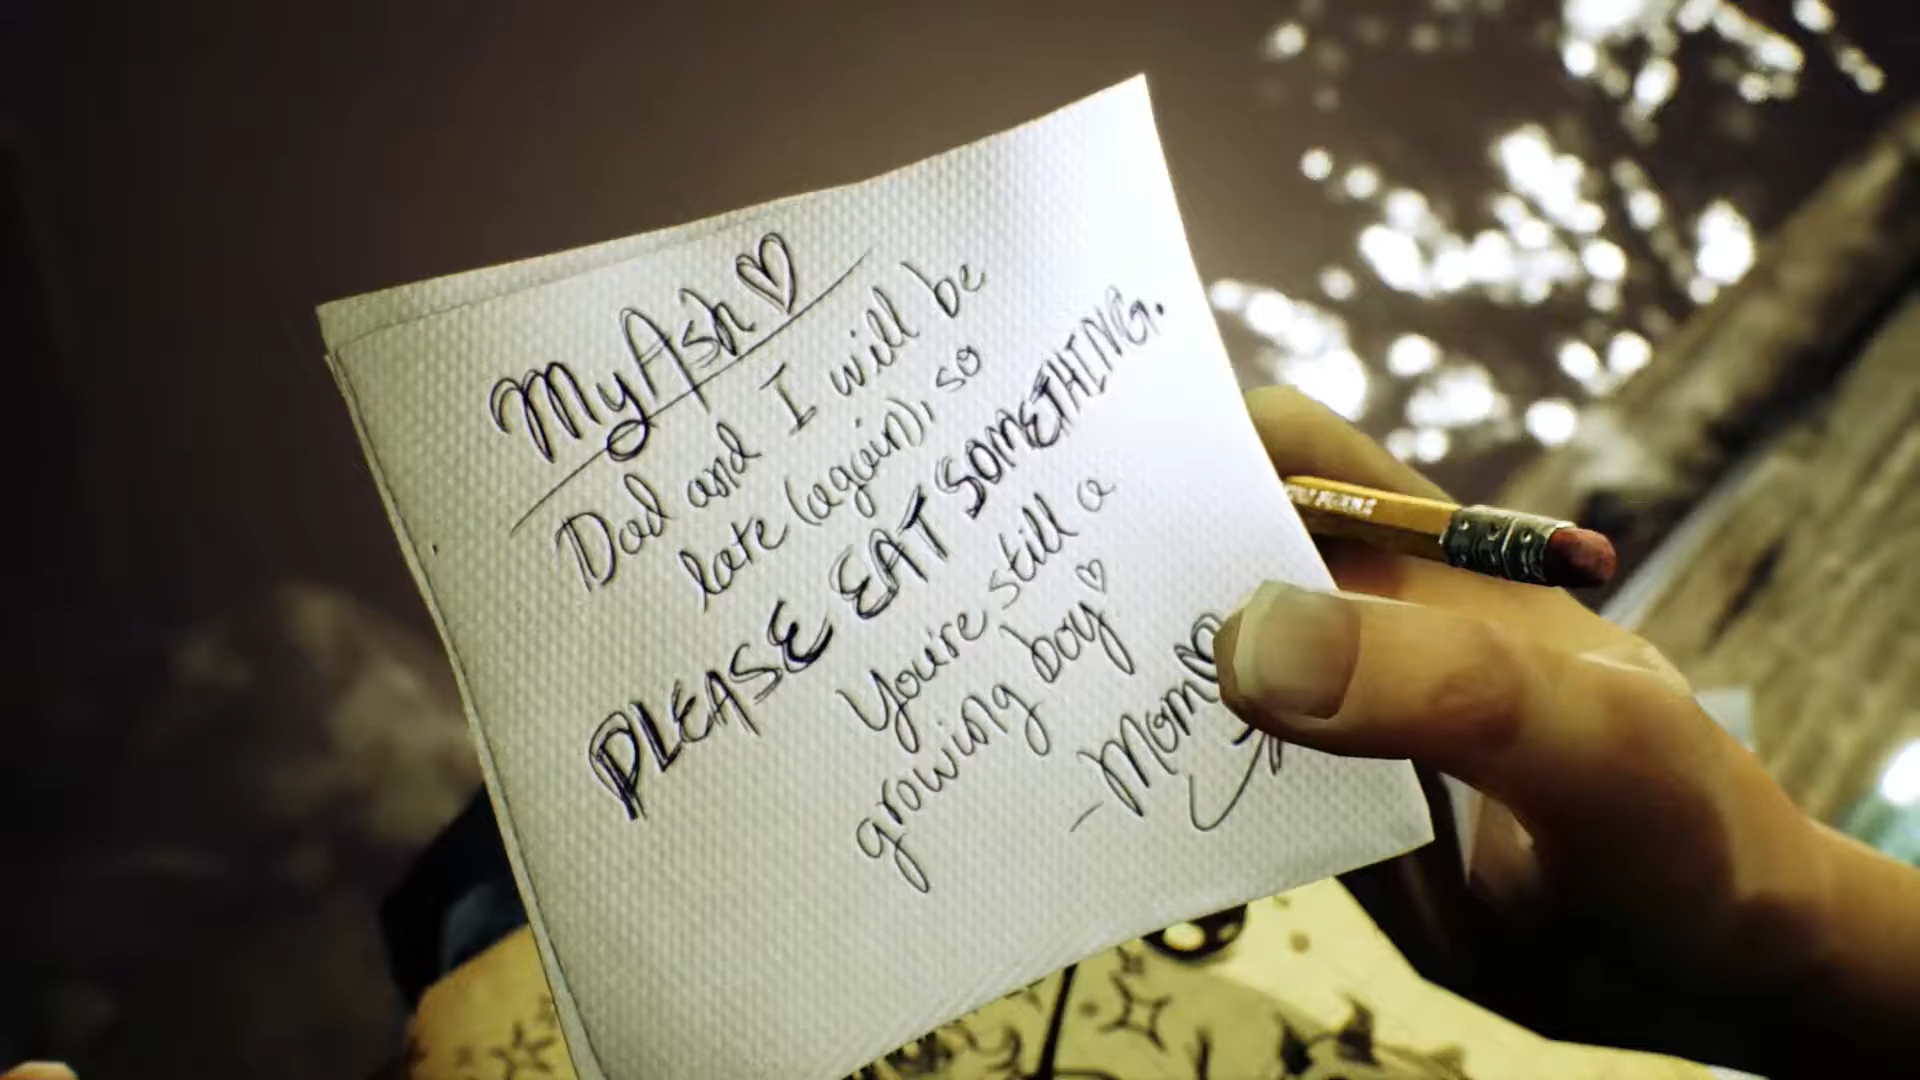 My Ash♡
Dad and I will be
late (again), so
PLEASE EAT SOMETHING.
You're still a
growing boy♡
-Mom♡